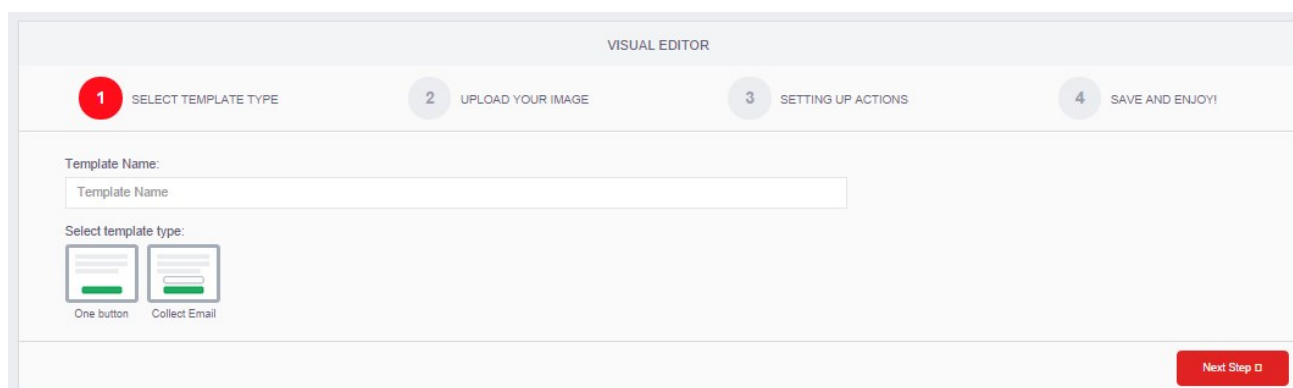 VISUAL EDITOR
1 SELECT TEMPLATE TYPE 2 UPLOAD YOUR IMAGE 3 SETTING UP ACTIONS 4 SAVE AND ENJOY!
Template Name:
Template Name
Select template type:
One button Collect Email
Next Step